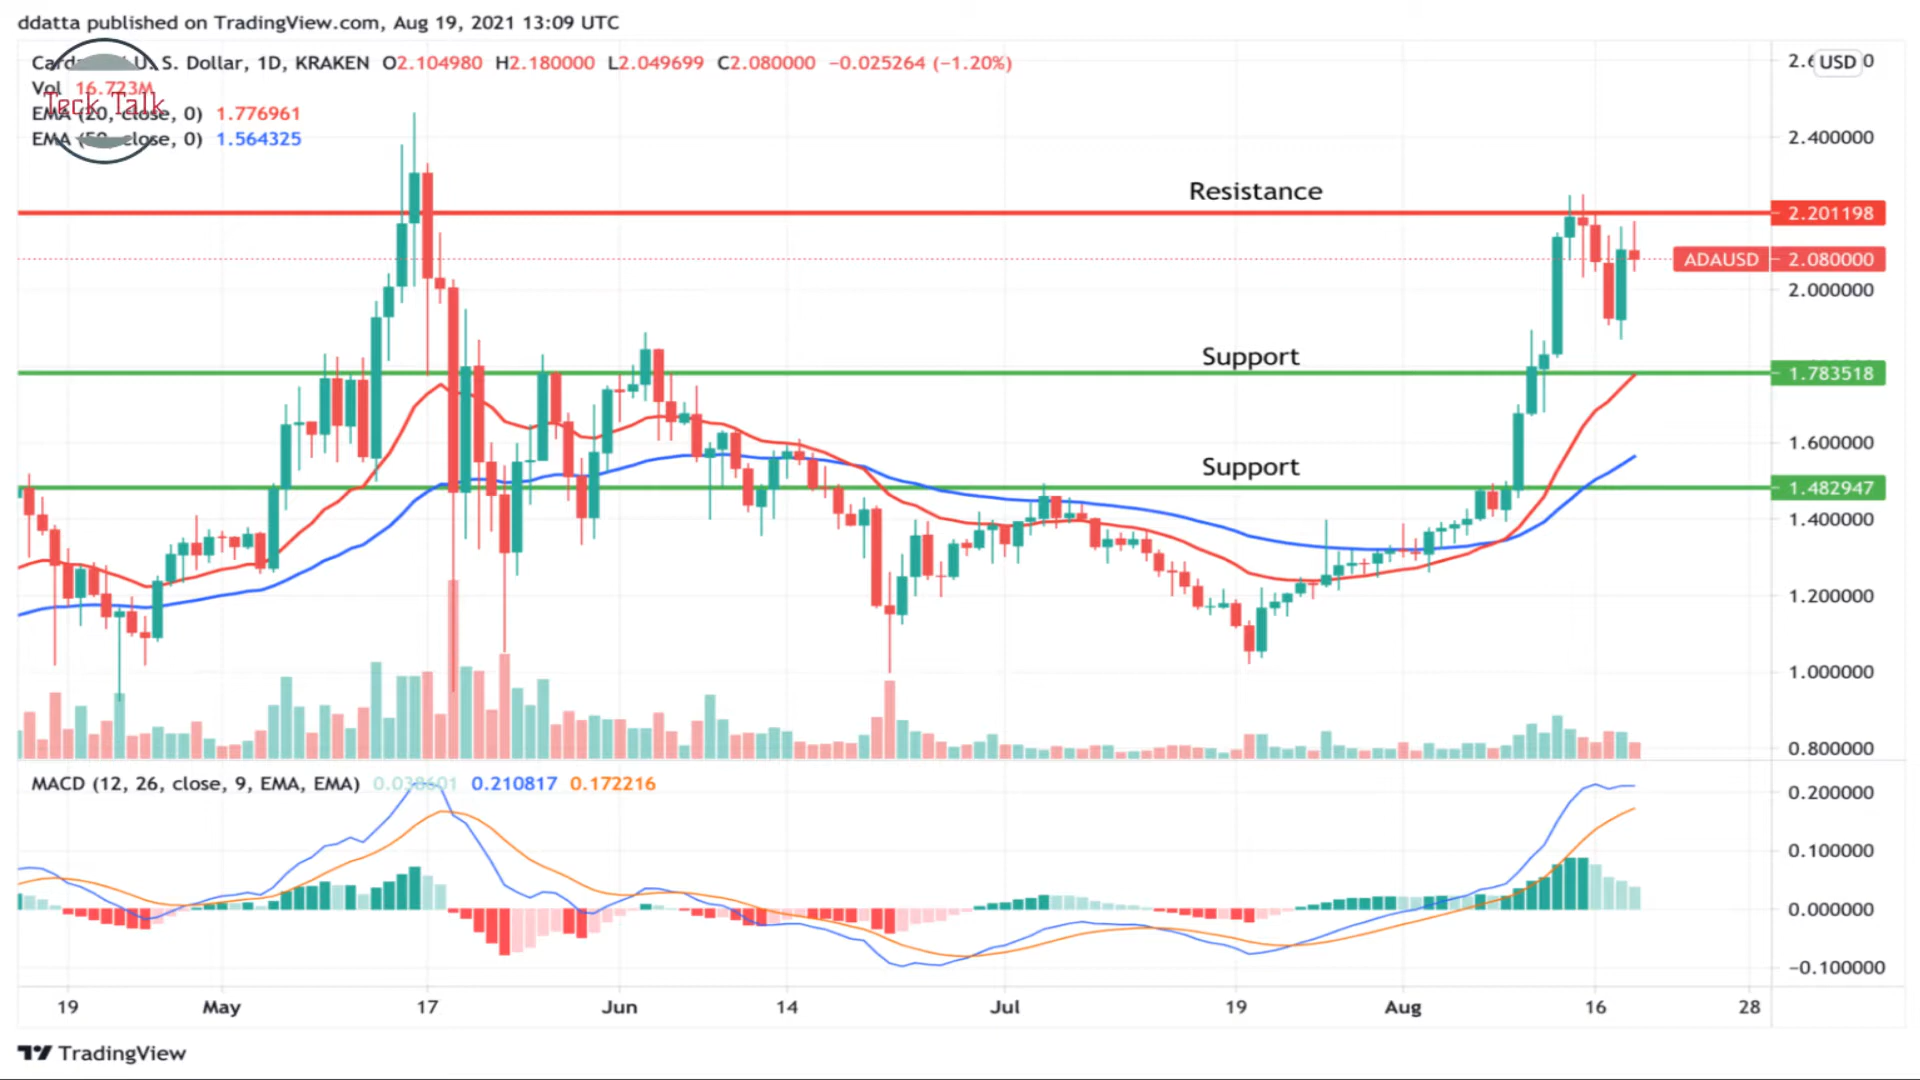 ddatta published on TradingView.com, Aug 19, 2021 13:09 UTC
U. S. Dollar, 1D, KRAKEN O2.104980 H2.180000 L2.049699 C2.080000 −0.025264 (−1.20%)
Vol 16.723M
Teck Talk
EMA (20, close, 0) 1.776961
EMA (50, close, 0) 1.564325
USD
2.400000
Resistance
2.201198
ADAUSD 2.080000
2.000000
Support
1.783518
1.600000
Support
1.482947
1.400000
1.200000
1.000000
0.800000
MACD (12, 26, close, 9, EMA, EMA) 0.038601 0.210817 0.172216
0.200000
0.100000
0.000000
−0.100000
19 May 17 Jun 14 Jul 19 Aug 16 28
TradingView